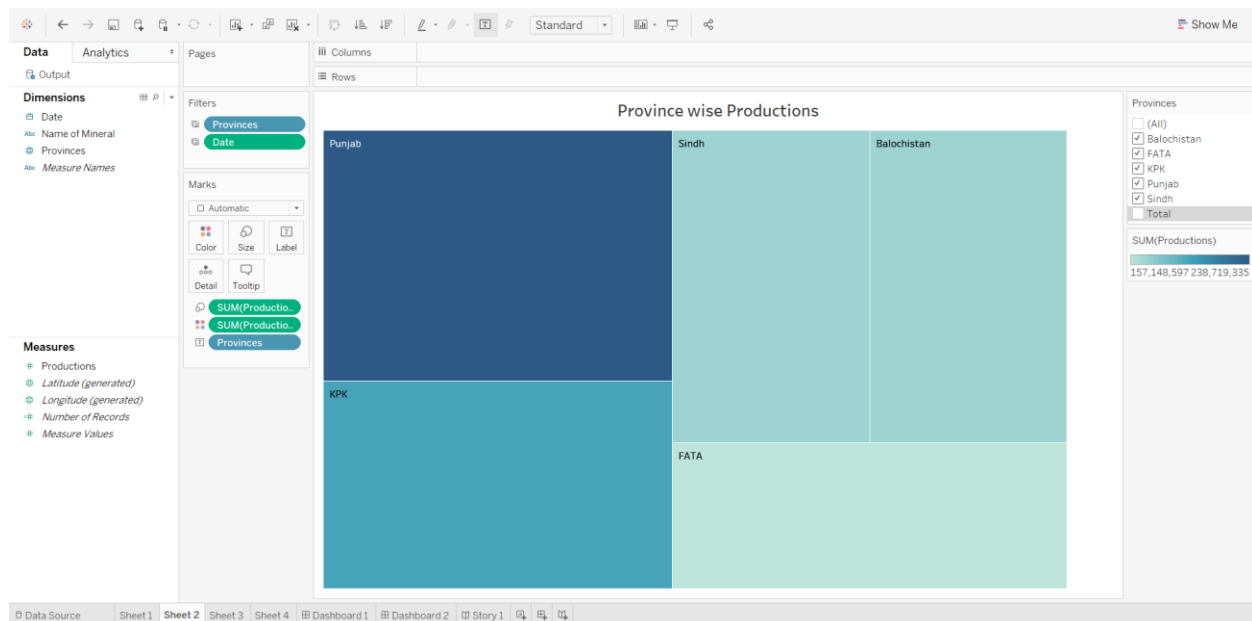 Standard
Show Me
Data
Analytics
Output
Dimensions
Date
Abc Name of Mineral
Provinces
Abc Measure Names
Measures
# Productions
Latitude (generated)
Longitude (generated)
=# Number of Records
# Measure Values
Pages
Filters
Provinces
Date
Marks
Automatic
Color
Size
Label
Detail
Tooltip
SUM(Productio..
SUM(Productio..
Provinces
iii Columns
Rows
Province wise Productions
Punjab
Sindh
Balochistan
KPK
FATA
Provinces
(All)
Balochistan
FATA
KPK
Punjab
Sindh
Total
SUM(Productions)
157,148,597 238,719,335
Data Source
Sheet 1
Sheet 2
Sheet 3
Sheet 4
Dashboard 1
Dashboard 2
Story 1